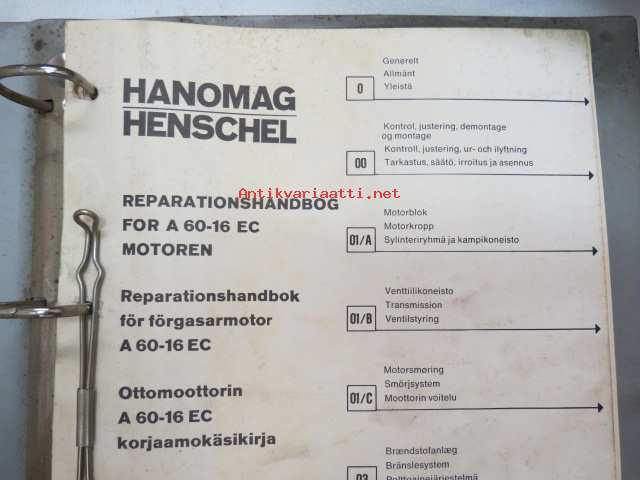 HANOMAG
HENSCHEL
REPARATIONSHANDBOG
FOR A 60-16 EC
MOTOREN
Reparationshandbok
för förgasarmotor
A 60-16 EC
Ottomoottorin
A 60-16 EC
korjaamokäsikirja
0
Generelt
Allmänt
Yleistä
00
Kontrol, justering, demontage
og montage
Kontroll, justering, ur- och ilyftning
Tarkastus, säätö, irroitus ja asennus
01/A
Motorblok
Motorkropp
Sylinteriryhmä ja kampikoneisto
01/B
Venttiilikoneisto
Transmission
Ventilstyring
01/C
Motorsmøring
Smörjsystem
Moottorin voitelu
03
Brændstofanlæg
Bränslesystem
Polttoainejärjestelmä
Antikvariaatti.net